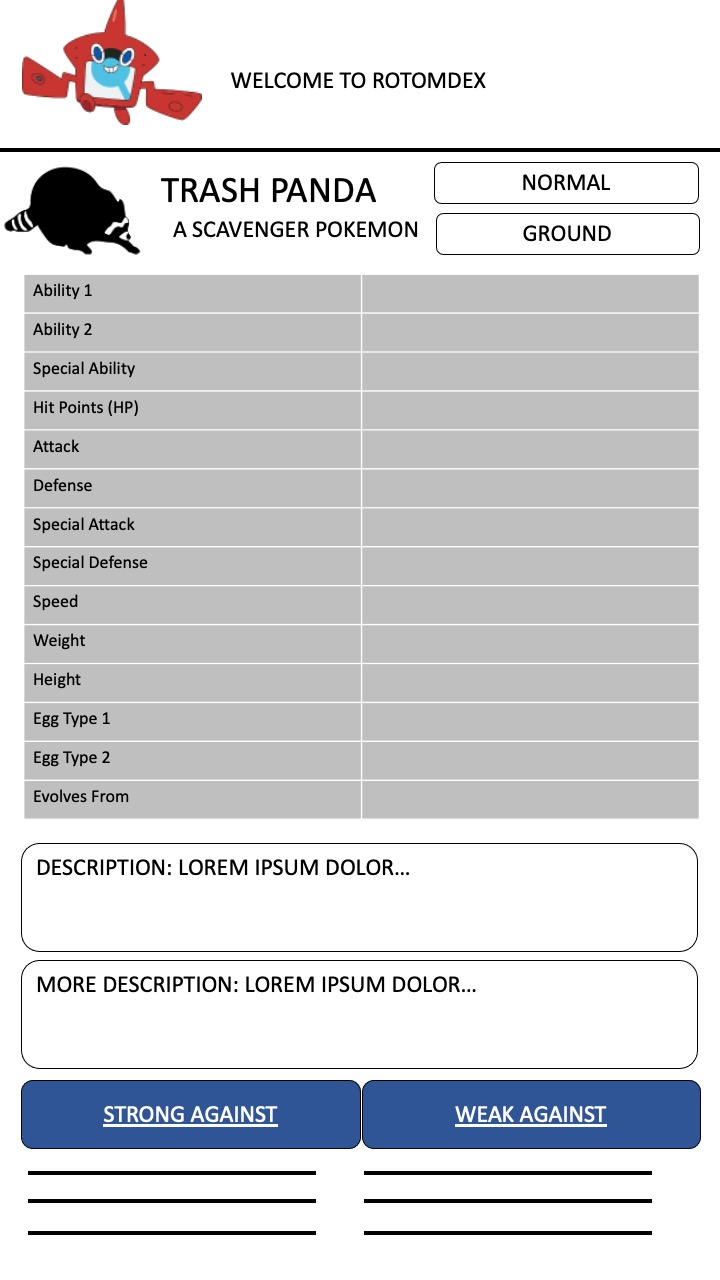 WELCOME TO ROTOMDEX
TRASH PANDA
A SCAVENGER POKEMON
NORMAL
GROUND
Ability 1
Ability 2
Special Ability
Hit Points (HP)
Attack
Defense
Special Attack
Special Defense
Speed
Weight
Height
Egg Type 1
Egg Type 2
Evolves From
DESCRIPTION: LOREM IPSUM DOLOR...
MORE DESCRIPTION: LOREM IPSUM DOLOR...
STRONG AGAINST
WEAK AGAINST